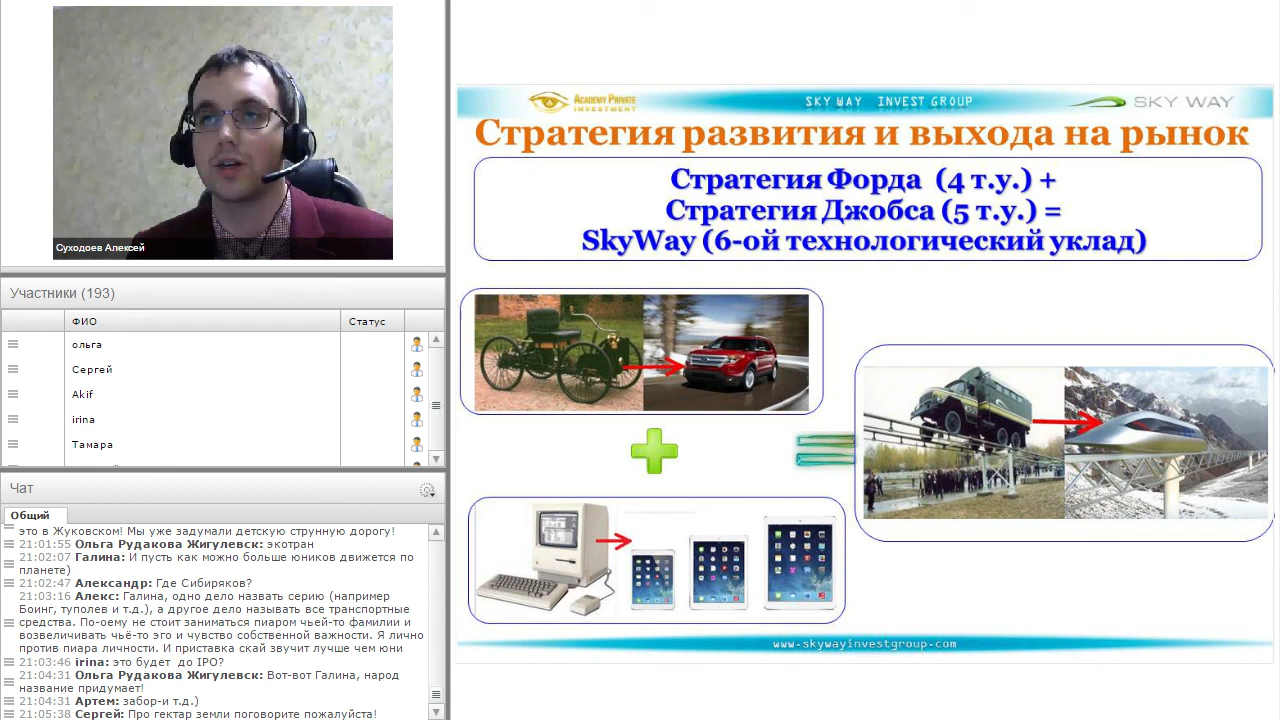 Суходоев Алексей
Участники (193)
ФИО
Статус
ольга
Сергей
Akif
irina
Тамара
Чат
Общий
это в Жуковском! Мы уже задумали детскую струнную дорогу!
21:01:55 Ольга Рудакова Жигулевск: экотран
21:02:07 Галина: И пусть как можно больше юников движется по
планете)
21:02:47 Александр: Где Сибиряков?
21:03:16 Алекс: Галина, одно дело назвать серию (например
Боинг, туполев и т.д.), а другое дело называть все транспортные
средства. По-оему не стоит заниматься пиаром чьей-то фамилии и
возвеличивать чьё-то эго и чувство собственной важности. Я лично
против пиара личности. И приставка скай звучит лучше чем юни
21:03:46 irina: это будет до IPO?
21:04:31 Ольга Рудакова Жигулевск: Вот-вот Галина, народ
название придумает!
21:04:31 Артем: забор-и т.д.)
21:05:38 Сергей: Про гектар земли поговорите пожалуйста!
ACADEMY PRIVATE
INVESTMENT
SKY WAY INVEST GROUP
SKY WAY
Стратегия развития и выхода на рынок
Стратегия Форда (4 т.у.) +
Стратегия Джобса (5 т.у.) =
SkyWay (6-ой технологический уклад)
www.skywayinvestgroup.com